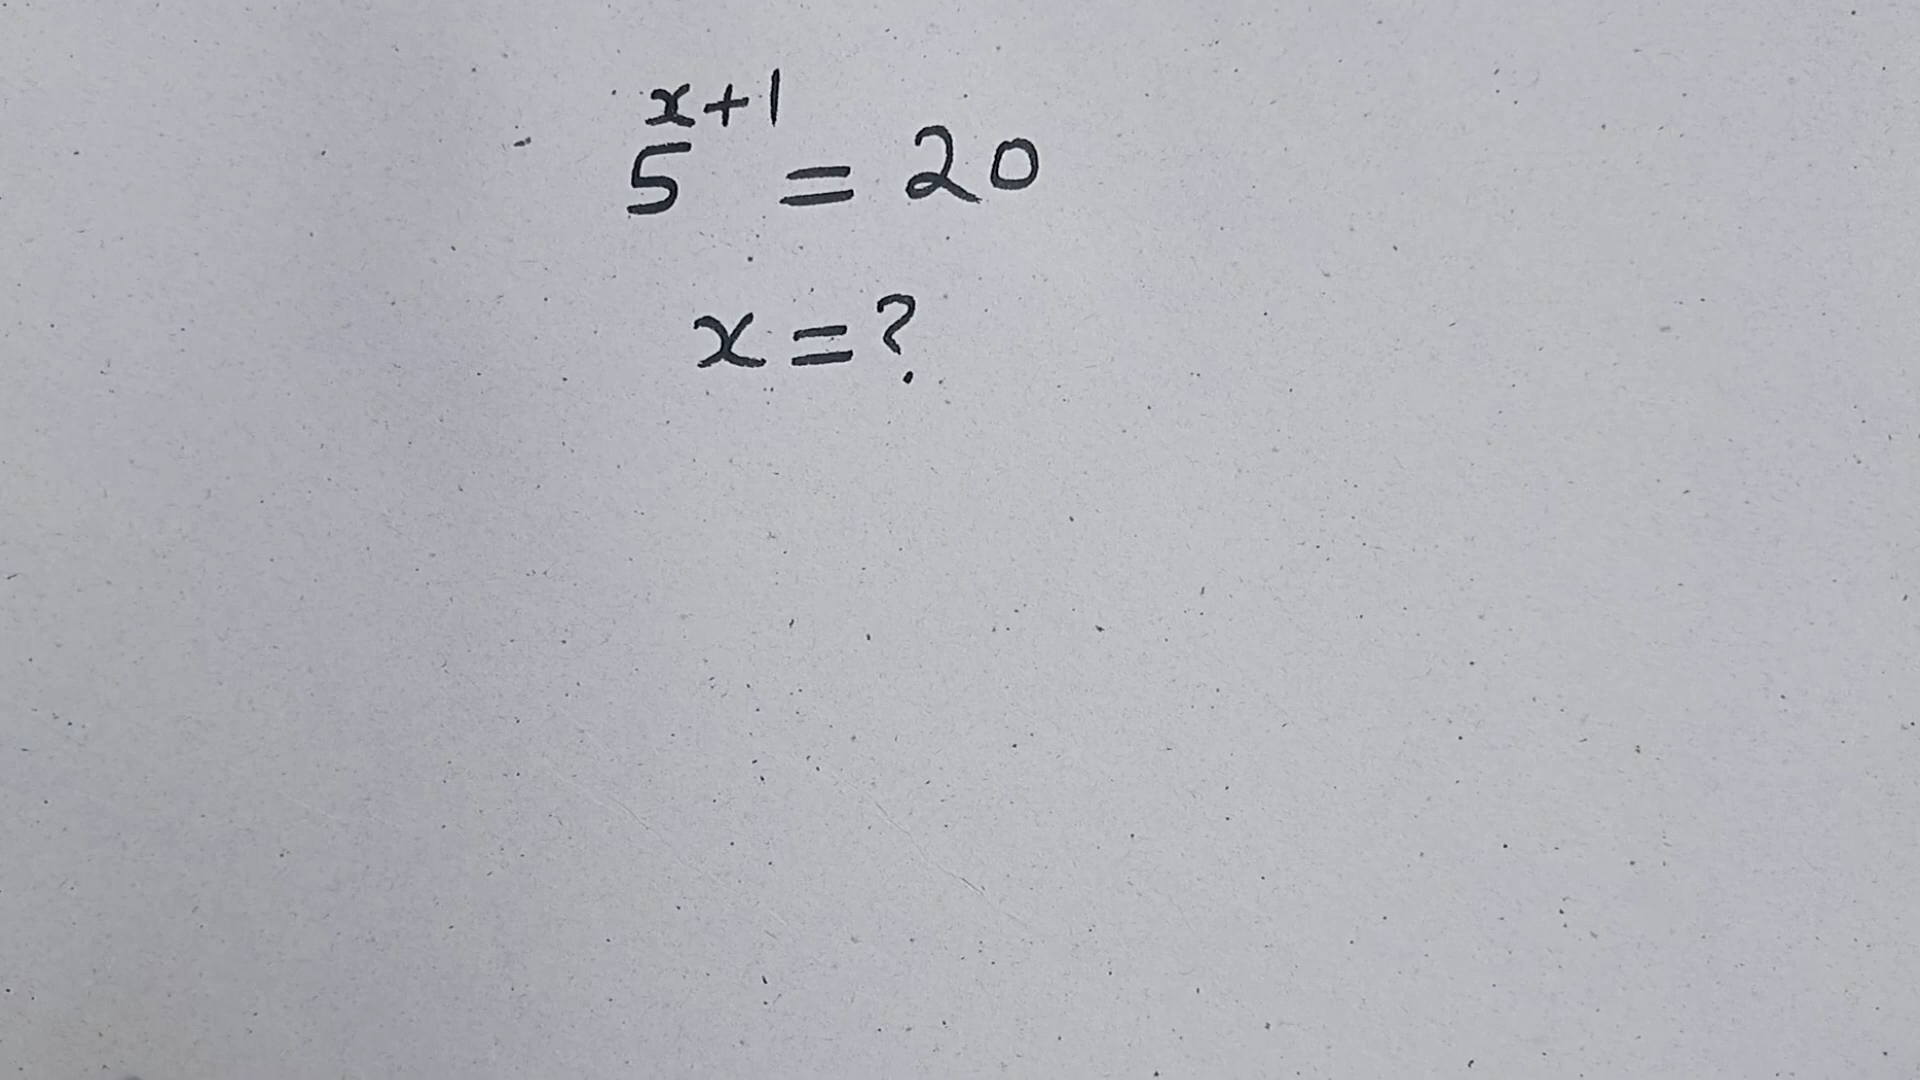 5^{x+1} = 20
x = ?